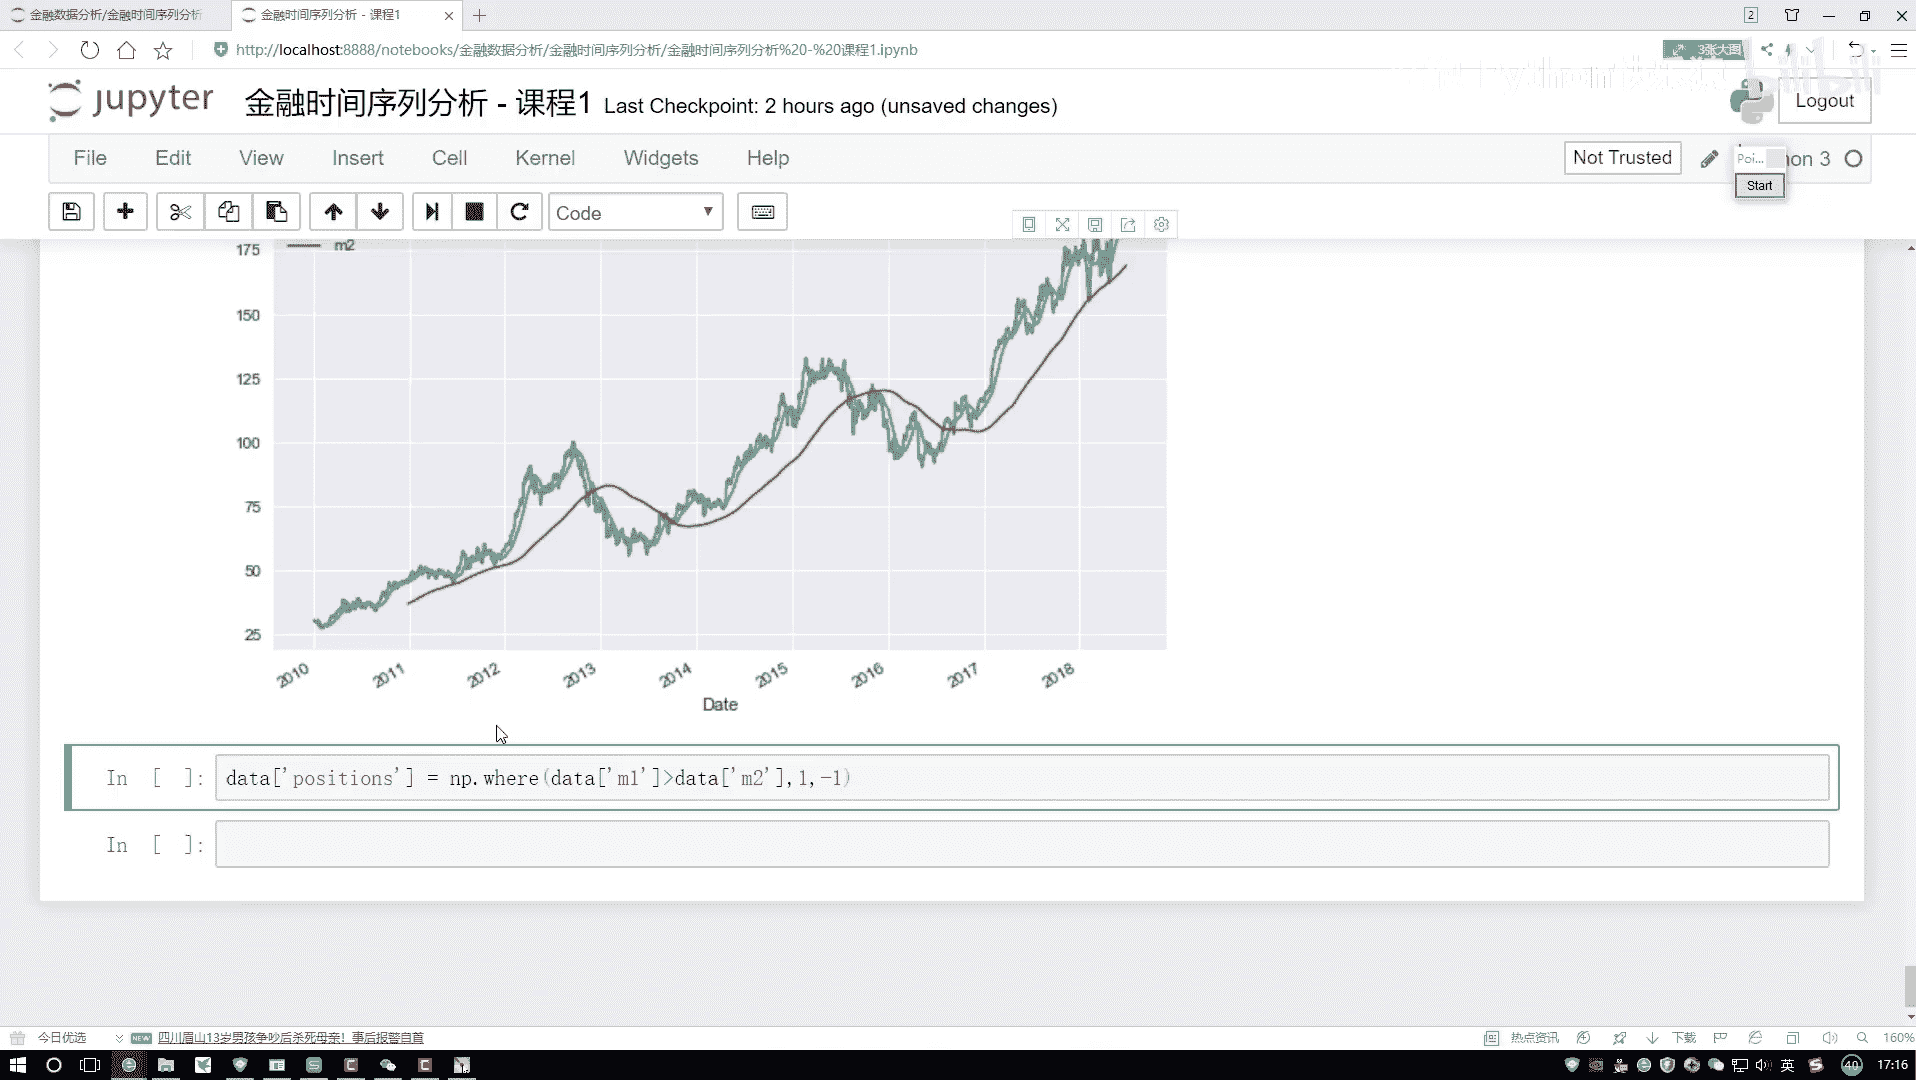 金融数据分析/金融时间序列分析
金融时间序列分析 - 课程1
2
http://localhost:8888/notebooks/金融数据分析/金融时间序列分析/金融时间序列分析%20-%20课程1.ipynb
3张大图
bilibili
jupyter
金融时间序列分析 - 课程1
Last Checkpoint: 2 hours ago (unsaved changes)
Logout
File
Edit
View
Insert
Cell
Kernel
Widgets
Help
Not Trusted
Poi...
Start
Code
m2
175
150
125
100
75
50
25
2010
2011
2012
2013
2014
2015
2016
2017
2018
Date
In [ ]:
data['positions'] = np.where(data['m1']>data['m2'],1,-1)
In [ ]:
今日优选
NEW
四川眉山13岁男孩争吵后杀死母亲！事后报警自首
热点资讯
下载
160%
英
40
17:16